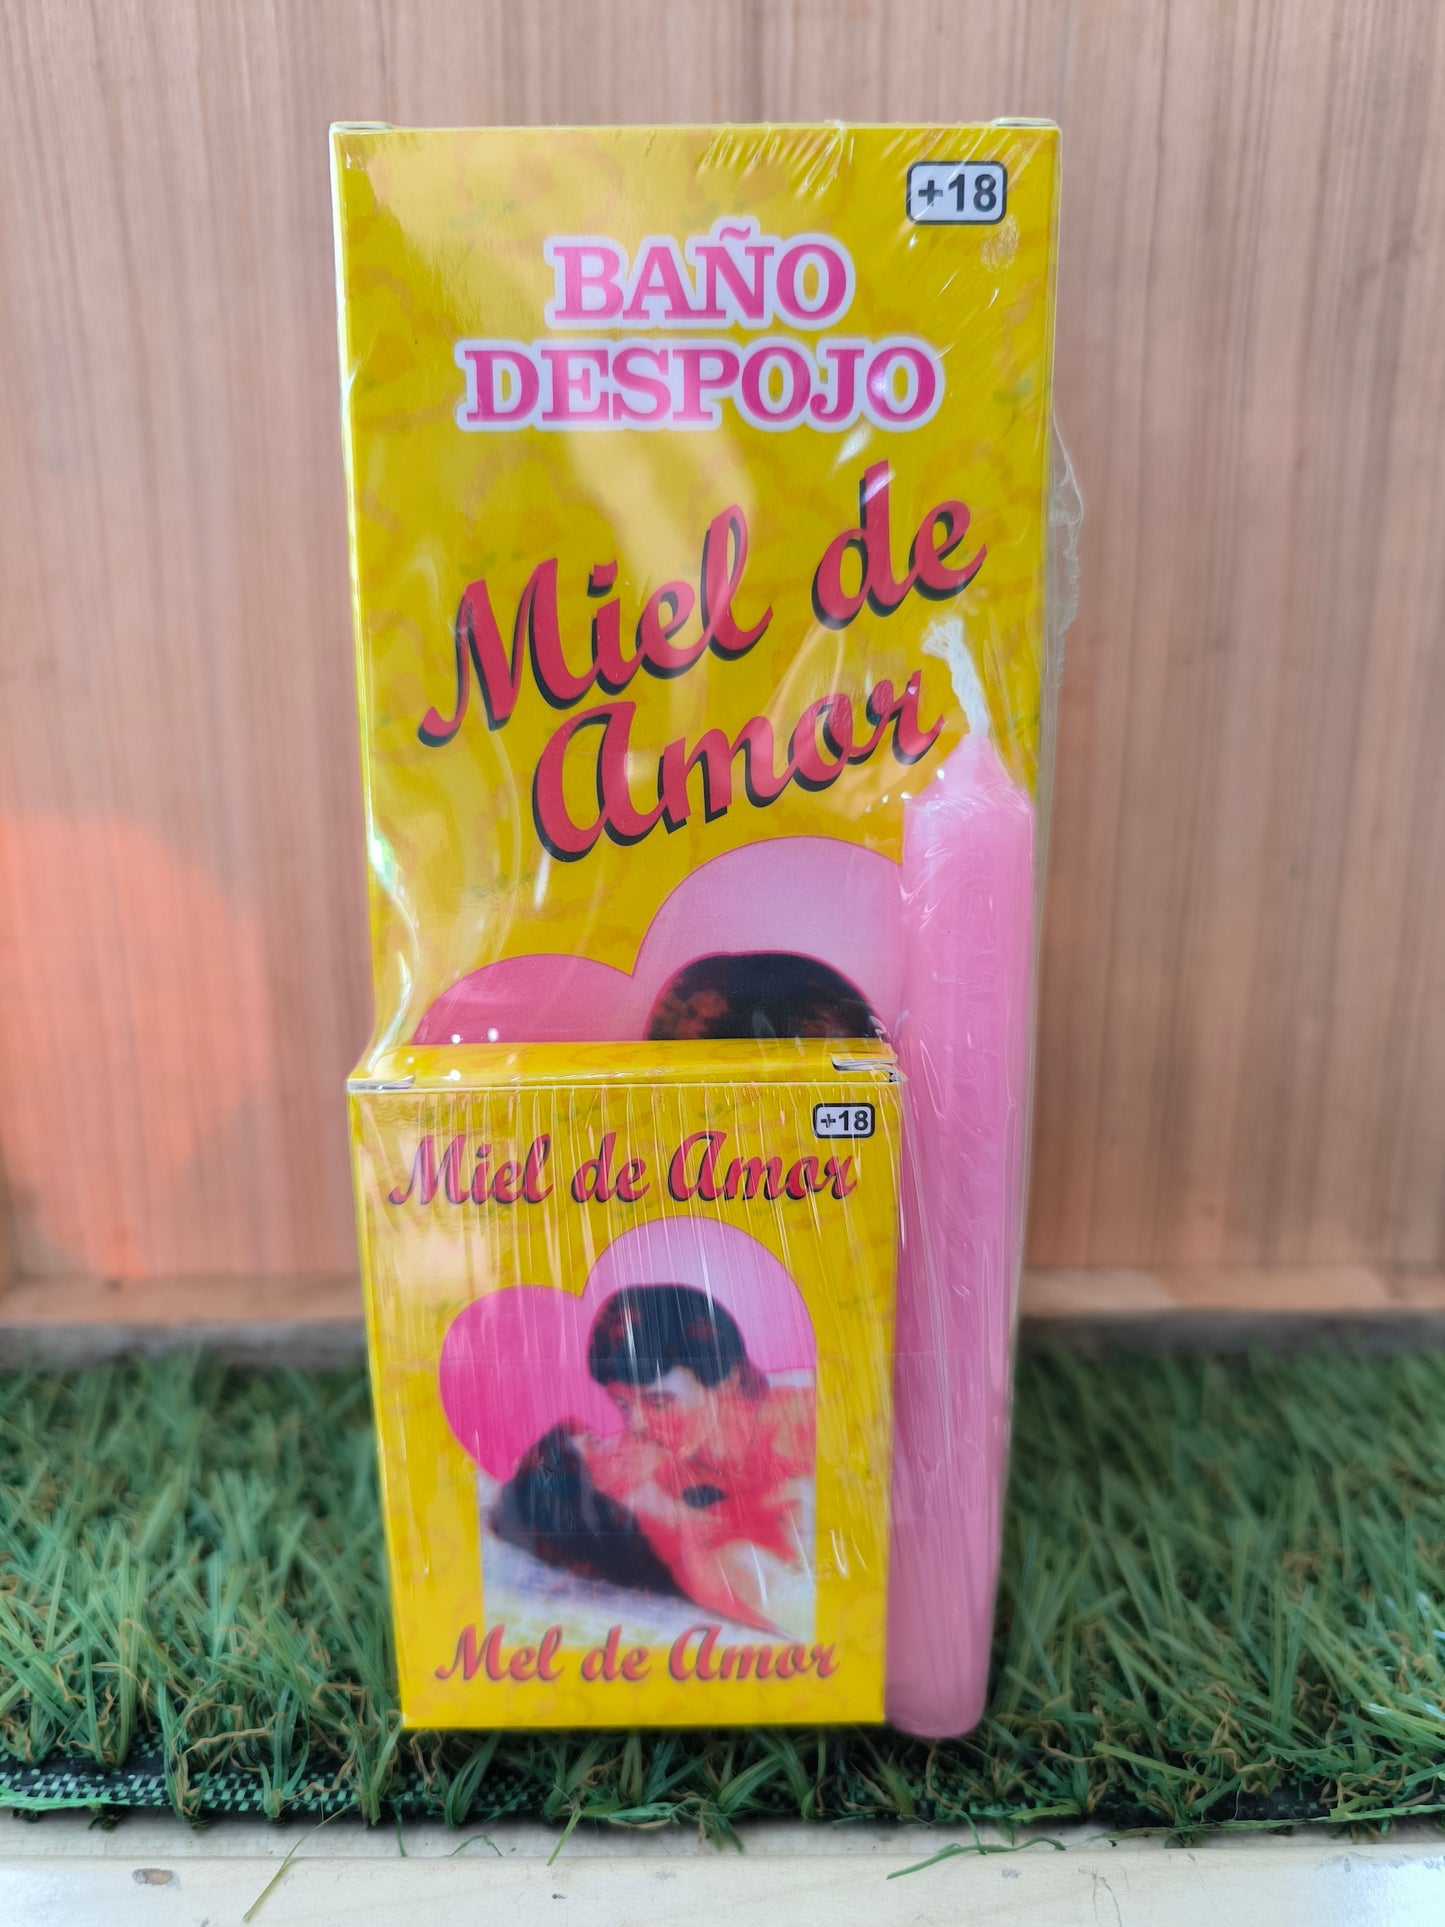 +18
BAÑO
DESPOJO
Miel de
Amor
+18
Miel de Amor
Mel de Amor